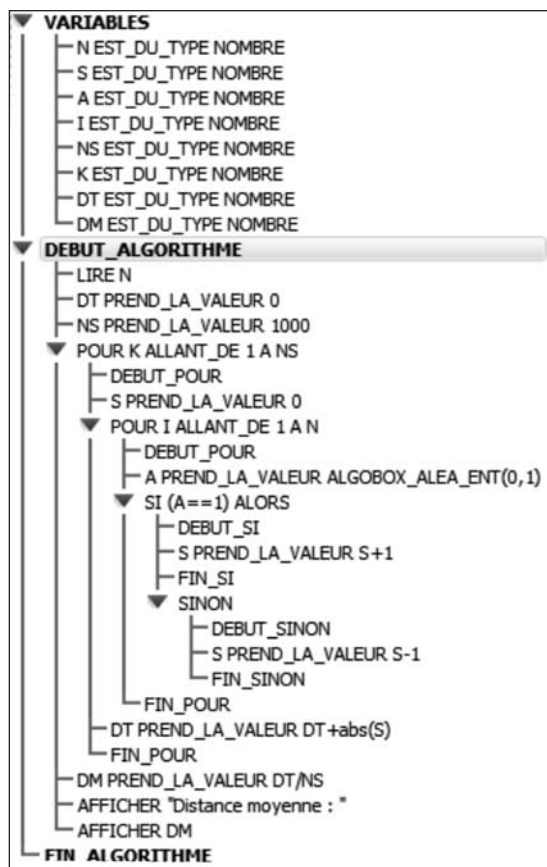 VARIABLES
N EST_DU_TYPE NOMBRE
S EST_DU_TYPE NOMBRE
A EST_DU_TYPE NOMBRE
I EST_DU_TYPE NOMBRE
NS EST_DU_TYPE NOMBRE
K EST_DU_TYPE NOMBRE
DT EST_DU_TYPE NOMBRE
DM EST_DU_TYPE NOMBRE
DEBUT_ALGORITHME
LIRE N
DT PREND_LA_VALEUR 0
NS PREND_LA_VALEUR 1000
POUR K ALLANT_DE 1 A NS
DEBUT_POUR
S PREND_LA_VALEUR 0
POUR I ALLANT_DE 1 A N
DEBUT_POUR
A PREND_LA_VALEUR ALGOBOX_ALEA_ENT(0,1)
SI (A==1) ALORS
DEBUT_SI
S PREND_LA_VALEUR S+1
FIN_SI
SINON
DEBUT_SINON
S PREND_LA_VALEUR S-1
FIN_SINON
FIN_POUR
DT PREND_LA_VALEUR DT+abs(S)
FIN_POUR
DM PREND_LA_VALEUR DT/NS
AFFICHER "Distance moyenne : "
AFFICHER DM
FIN_ALGORITHME